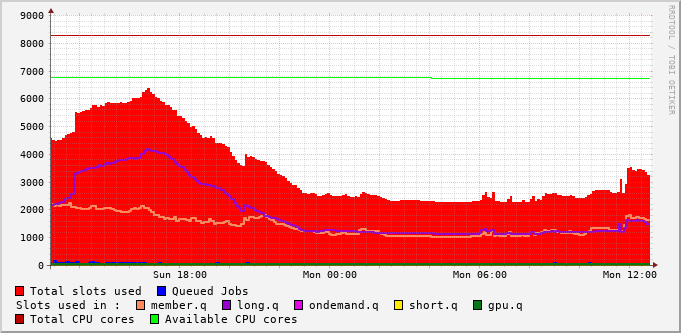 RRDTOOL / TOBI OETIKER
9000
8000
7000
6000
5000
4000
3000
2000
1000
0
Sun 18:00 Mon 00:00 Mon 06:00 Mon 12:00
Total slots used Queued Jobs
Slots used in : member.q long.q ondemand.q short.q gpu.q
Total CPU cores Available CPU cores